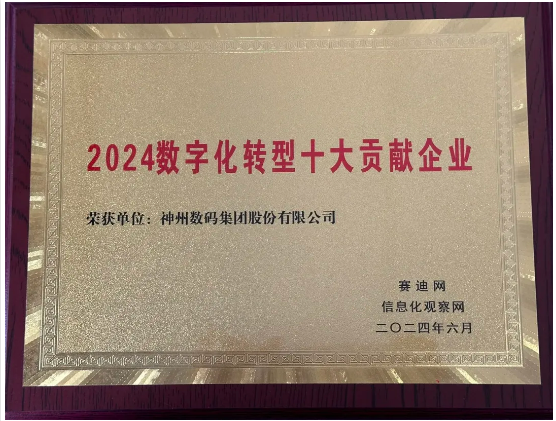 2024数字化转型十大贡献企业
荣获单位：神州数码集团股份有限公司
赛迪网
信息化观察网
二〇二四年六月